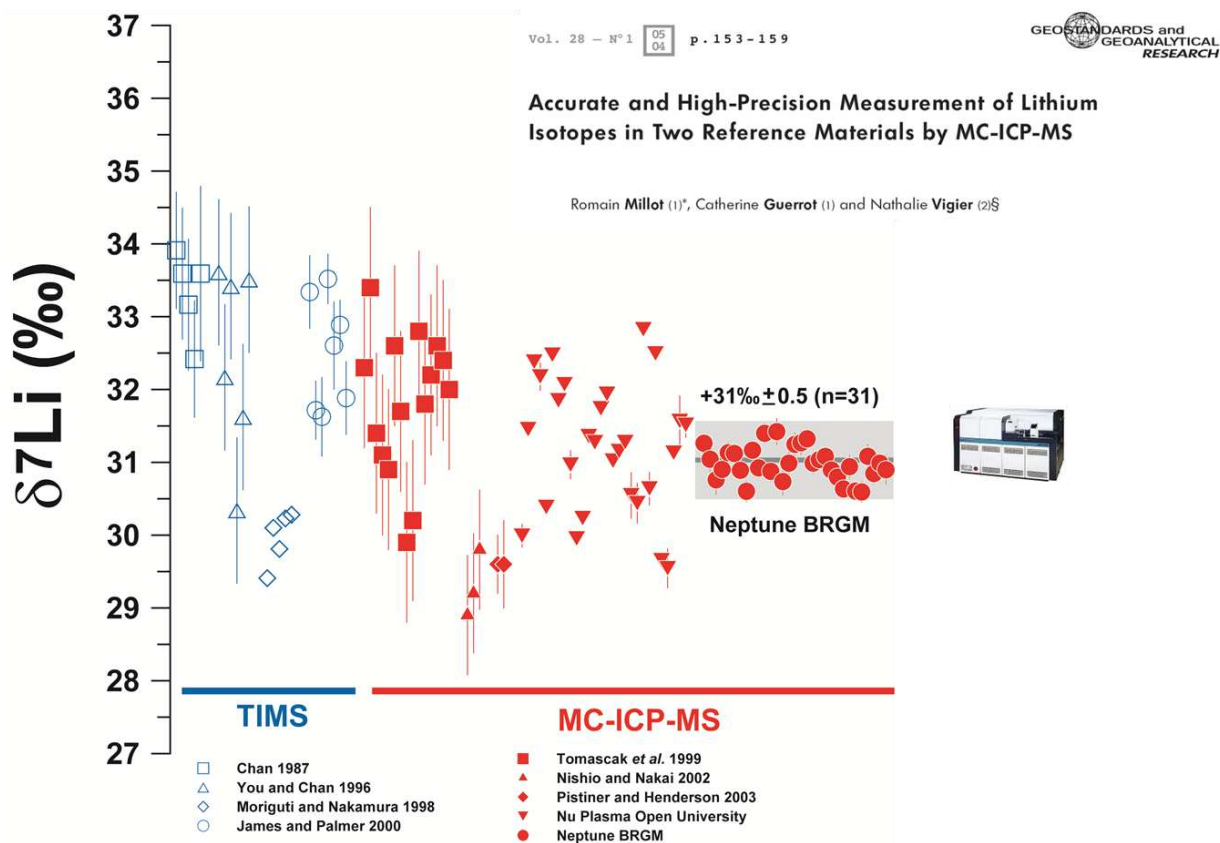 Vol. 28 – N°1 05 04 p.153-159
GEOSTANDARDS and
GEOANALYTICAL
RESEARCH
Accurate and High-Precision Measurement of Lithium
Isotopes in Two Reference Materials by MC-ICP-MS
Romain Millot (1)*, Catherine Guerrot (1) and Nathalie Vigier (2)§
δ7Li (‰)
37
36
35
34
33
32
31
30
29
28
27
+31‰ ± 0.5 (n=31)
Neptune BRGM
TIMS
Chan 1987
You and Chan 1996
Moriguti and Nakamura 1998
James and Palmer 2000
MC-ICP-MS
Tomascak et al. 1999
Nishio and Nakai 2002
Pistiner and Henderson 2003
Nu Plasma Open University
Neptune BRGM